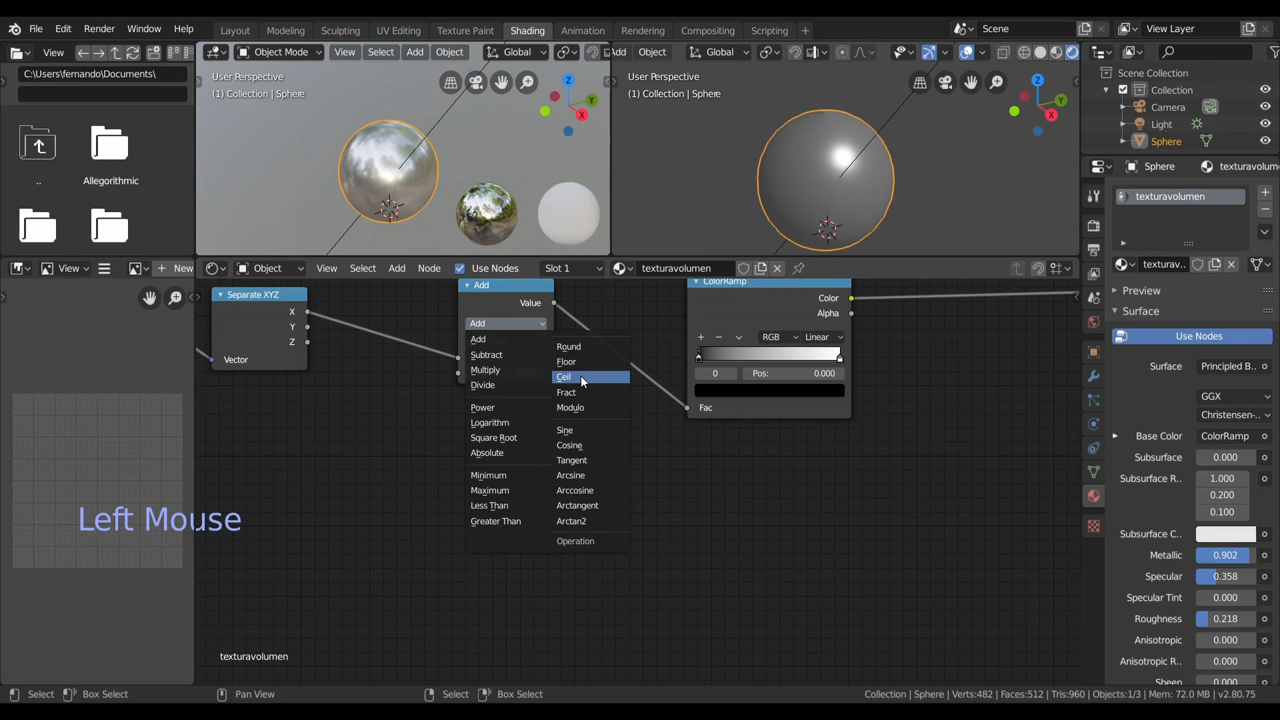 File Edit Render Window Help
Layout Modeling Sculpting UV Editing Texture Paint Shading Animation Rendering Compositing Scripting +
Scene
View Layer
View
Object Mode View Select Add Object Global
Add Object Global
C:\Users\fernando\Documents\
..
Allegorithmic
User Perspective
(1) Collection | Sphere
Z
Y
X
User Perspective
(1) Collection | Sphere
Z
Y
X
Scene Collection
Collection
Camera
Light
Sphere
Sphere
texturavolumen
texturavolumen
View
New
Object View Select Add Node Use Nodes Slot 1 texturavolumen
texturav..
Preview
Surface
Use Nodes
Surface Principled B..
GGX
Christensen-..
Base Color ColorRamp
Subsurface 0.000
Subsurface R.. 1.000
0.200
0.100
Subsurface C..
Metallic 0.902
Specular 0.358
Specular Tint 0.000
Roughness 0.218
Anisotropic 0.000
Anisotropic R.. 0.000
Sheen
Separate XYZ
X
Y
Z
Vector
Add
Value
Add
Add
Subtract
Multiply
Divide
Power
Logarithm
Square Root
Absolute
Minimum
Maximum
Less Than
Greater Than
Round
Floor
Ceil
Fract
Modulo
Sine
Cosine
Tangent
Arcsine
Arccosine
Arctangent
Arctan2
Operation
ColorRamp
Color
Alpha
RGB Linear
0 Pos: 0.000
Fac
Left Mouse
texturavolumen
Select Box Select Pan View Select Box Select
Collection | Sphere | Verts:482 | Faces:512 | Tris:960 | Objects:1/3 | Mem: 72.0 MB | v2.80.75